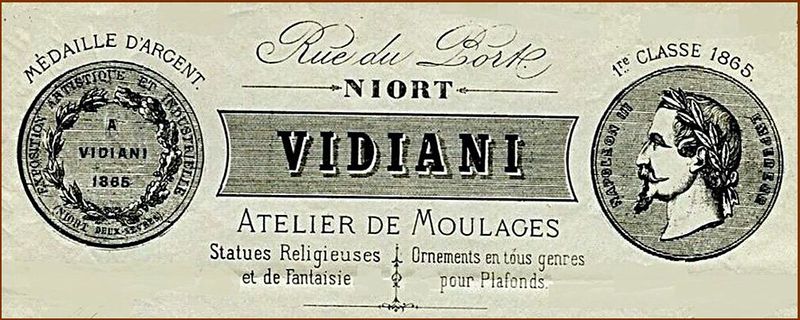 MÉDAILLE D'ARGENT.
EXPOSITION ARTISTIQUE ET INDUSTRIELLE
A
VIDIANI
1865
(NIORT DEUX-SÈVRES)
Rue du Port
NIORT
VIDIANI
ATELIER DE MOULAGES
Statues Religieuses
et de Fantaisie
Ornements en tous genres
pour Plafonds.
1re CLASSE 1865.
NAPOLEON III
EMPEREUR